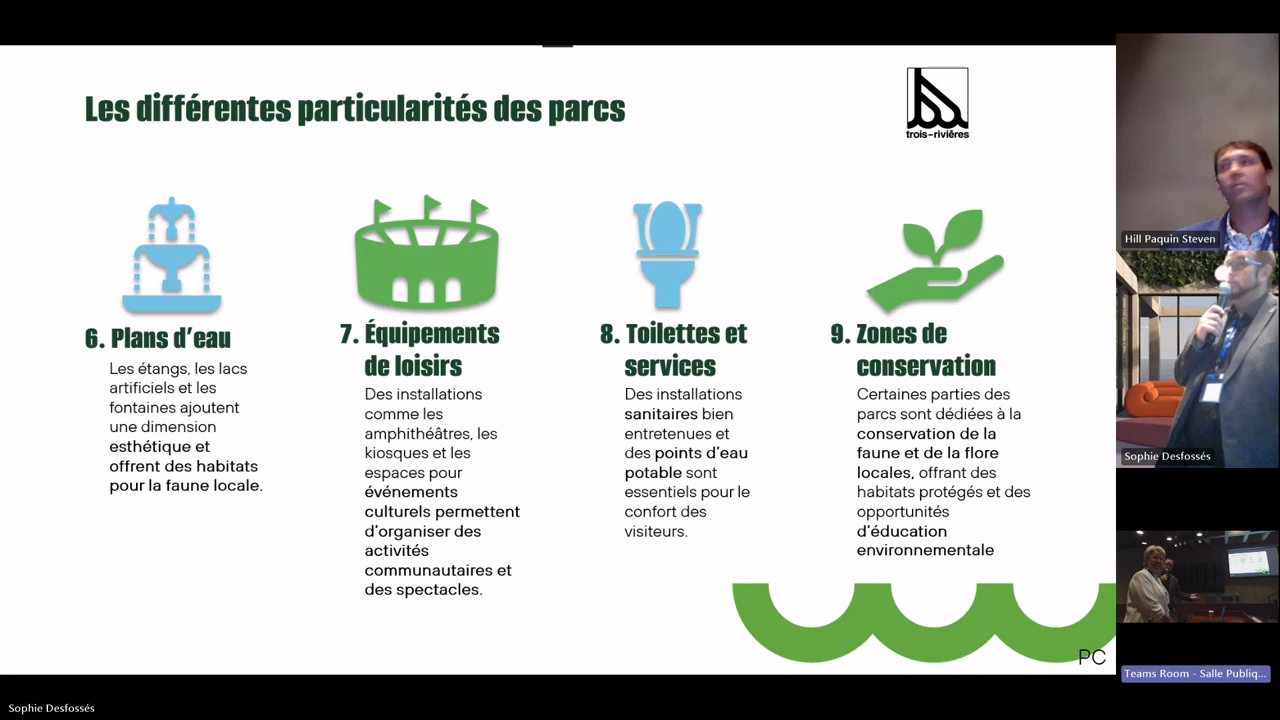 Les différentes particularités des parcs
trois-rivières
6. Plans d'eau
Les étangs, les lacs
artificiels et les
fontaines ajoutent
une dimension
esthétique et
offrent des habitats
pour la faune locale.
7. Équipements
de loisirs
Des installations
comme les
amphithéâtres, les
kiosques et les
espaces pour
événements
culturels permettent
d'organiser des
activités
communautaires et
des spectacles.
8. Toilettes et
services
Des installations
sanitaires bien
entretenues et
des points d'eau
potable sont
essentiels pour le
confort des
visiteurs.
9. Zones de
conservation
Certaines parties des
parcs sont dédiées à la
conservation de la
faune et de la flore
locales, offrant des
habitats protégés et des
opportunités
d'éducation
environnementale
PC
Hill Paquin Steven
Sophie Desfossés
Teams Room - Salle Publiq...
Sophie Desfossés